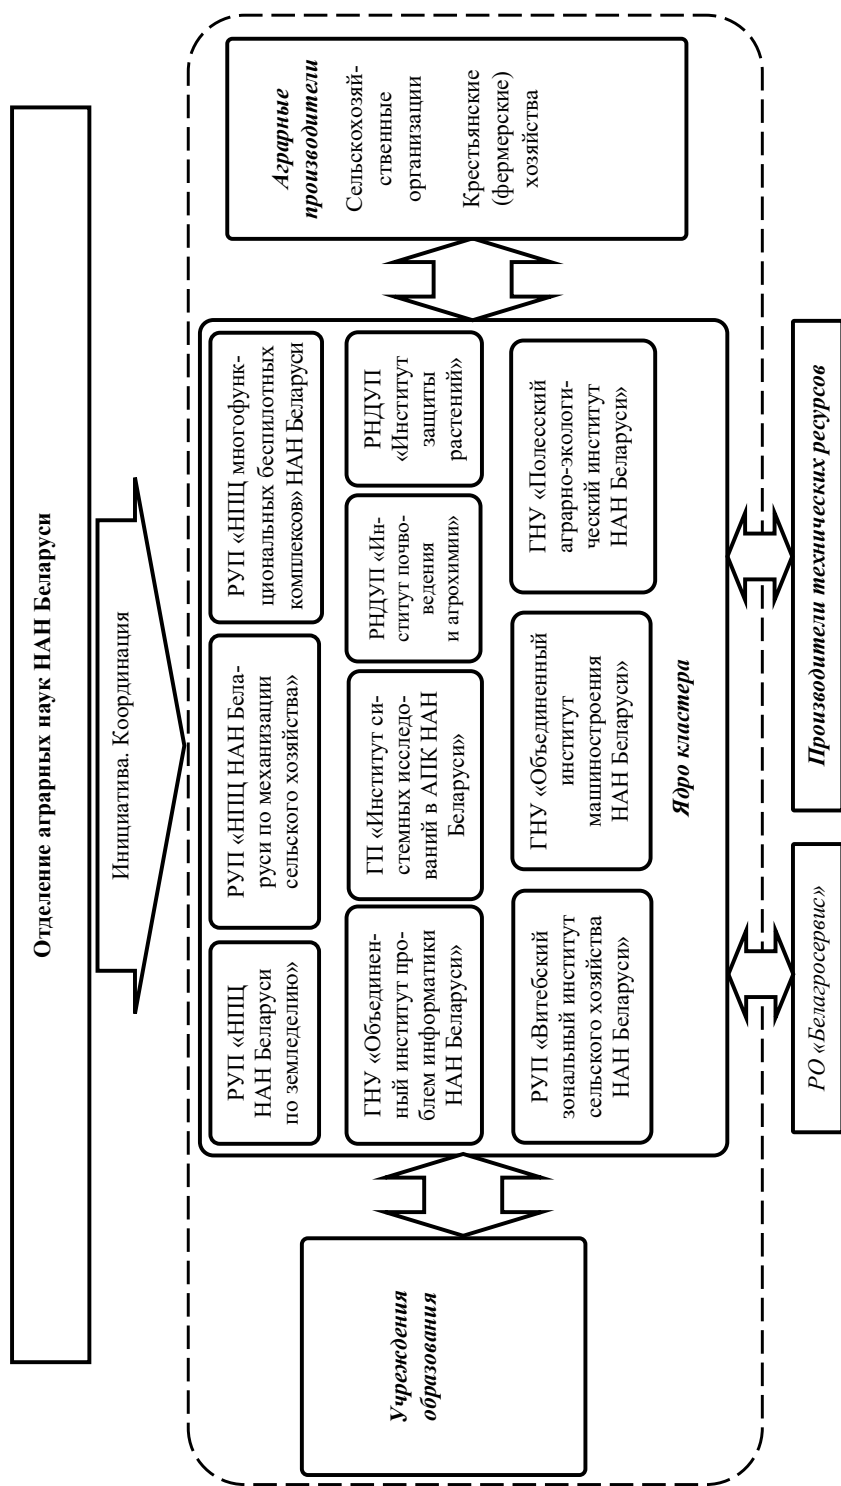 Отделение аграрных наук НАН Беларуси
Инициатива. Координация
Учреждения
образования
РУП «НПЦ
НАН Беларуси
по земледелию»
РУП «НПЦ НАН Бела-
руси по механизации
сельского хозяйства»
РУП «НПЦ многофунк-
циональных беспилотных
комплексов» НАН Беларуси
ГНУ «Объединен-
ный институт про-
блем информатики
НАН Беларуси»
ГП «Институт си-
стемных исследо-
ваний в АПК НАН
Беларуси»
РНДУП «Ин-
ститут почво-
ведения
и агрохимии»
РНДУП
«Институт
защиты
растений»
РУП «Витебский
зональный институт
сельского хозяйства
НАН Беларуси»
ГНУ «Объединенный
институт
машиностроения
НАН Беларуси»
ГНУ «Полесский
аграрно-экологи-
ческий институт
НАН Беларуси»
Ядро кластера
Аграрные
производители
Сельскохозяй-
ственные
организации
Крестьянские
(фермерские)
хозяйства
РО «Белагросервис»
Производители технических ресурсов